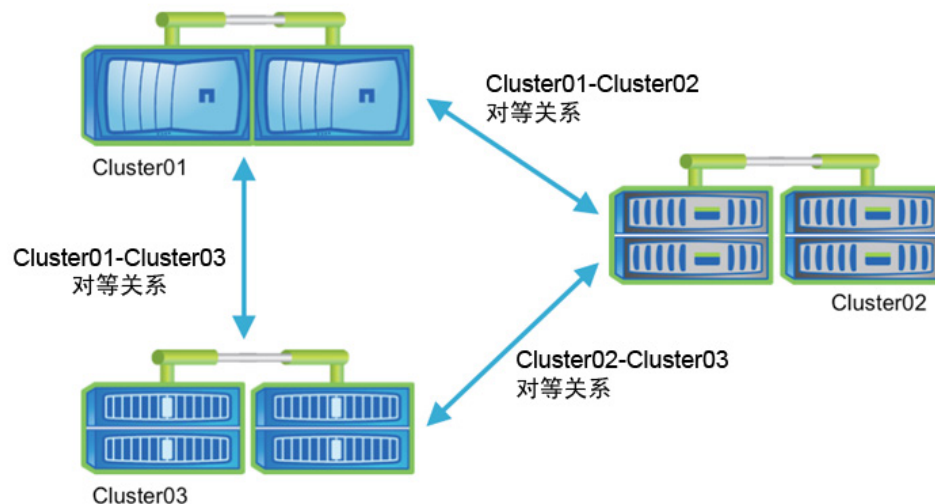 Cluster01-Cluster02
对等关系
Cluster01
Cluster01-Cluster03
对等关系
Cluster02
Cluster02-Cluster03
对等关系
Cluster03